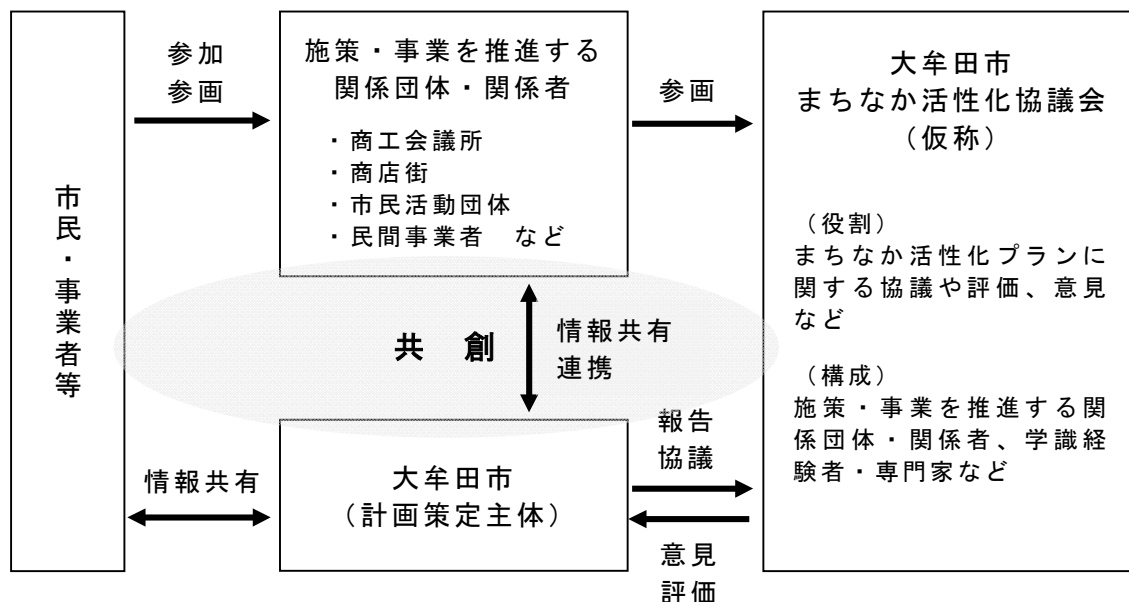 市民・事業者等
参加
参画
施策・事業を推進する
関係団体・関係者
・商工会議所
・商店街
・市民活動団体
・民間事業者　など
参画
大牟田市
まちなか活性化協議会
（仮称）
（役割）
まちなか活性化プランに
関する協議や評価、意見
など
（構成）
施策・事業を推進する関
係団体・関係者、学識経
験者・専門家など
共　創
情報共有
連携
情報共有
大牟田市
（計画策定主体）
報告
協議
意見
評価